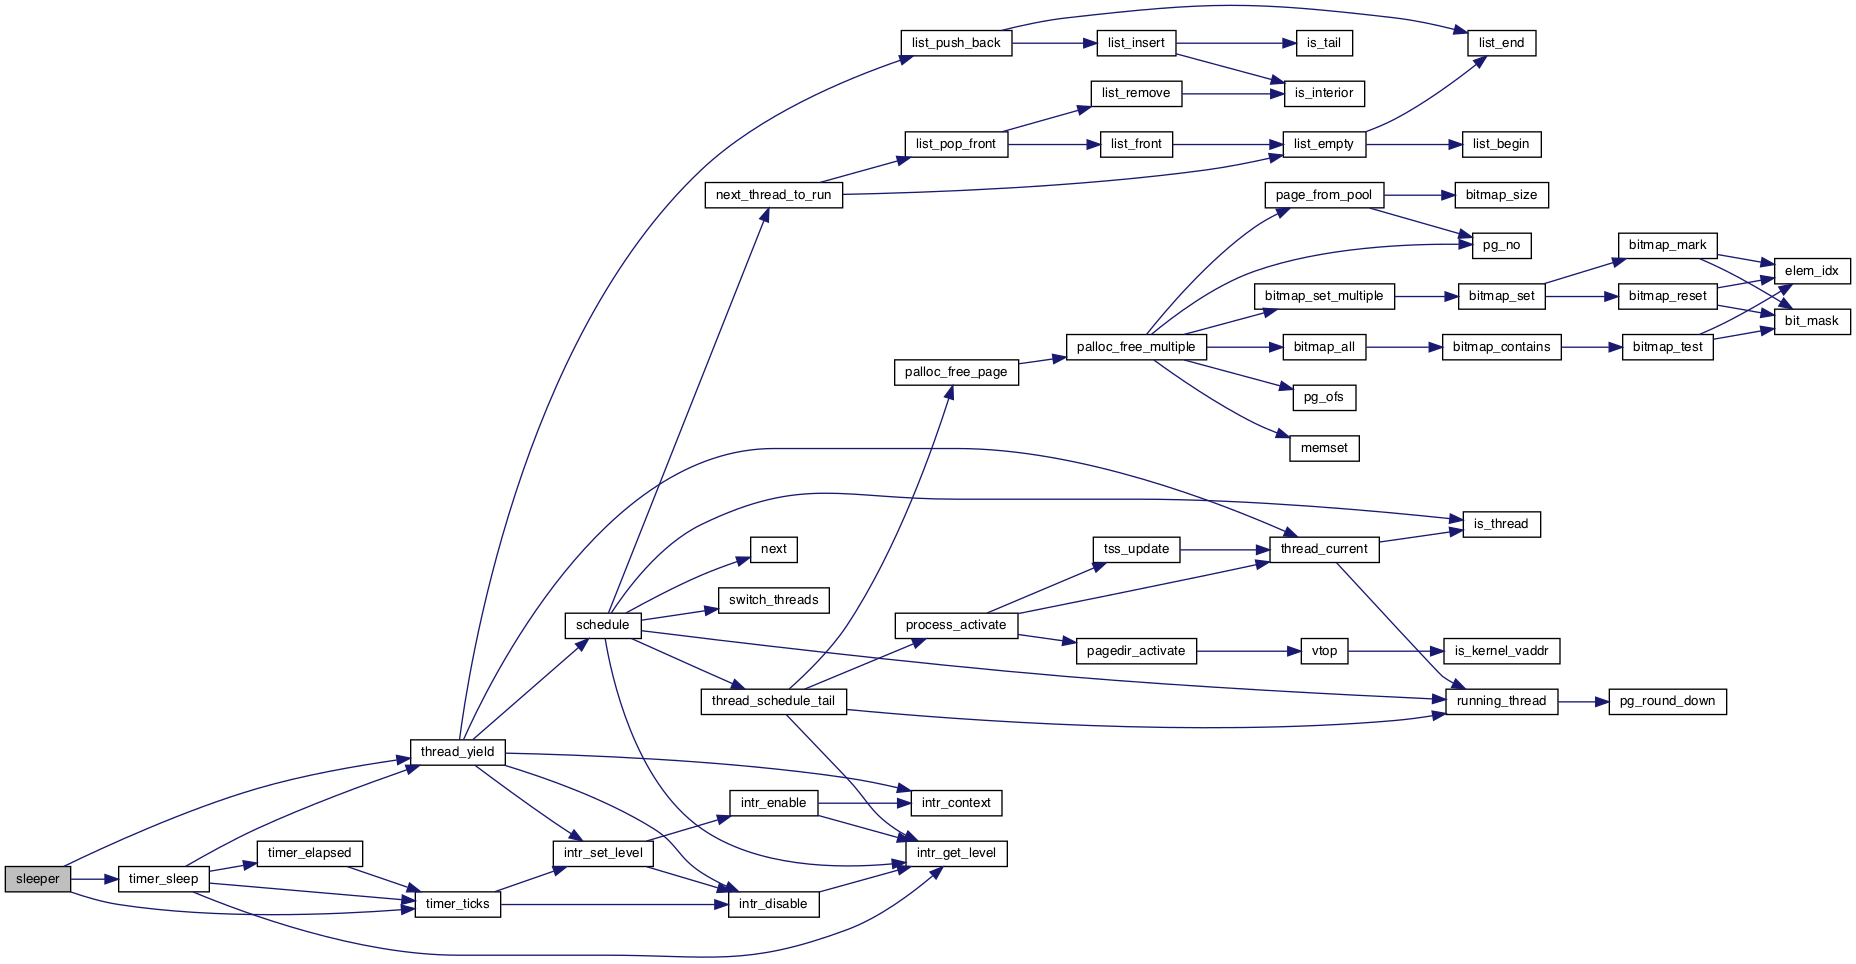 list_push_back
list_insert
is_tail
list_end
list_remove
is_interior
list_pop_front
list_front
list_empty
list_begin
next_thread_to_run
page_from_pool
bitmap_size
pg_no
bitmap_mark
elem_idx
bitmap_set_multiple
bitmap_set
bitmap_reset
bit_mask
palloc_free_multiple
bitmap_all
bitmap_contains
bitmap_test
palloc_free_page
pg_ofs
memset
is_thread
next
tss_update
thread_current
switch_threads
schedule
process_activate
pagedir_activate
vtop
is_kernel_vaddr
thread_schedule_tail
running_thread
pg_round_down
thread_yield
intr_enable
intr_context
timer_elapsed
intr_set_level
intr_get_level
sleeper
timer_sleep
timer_ticks
intr_disable